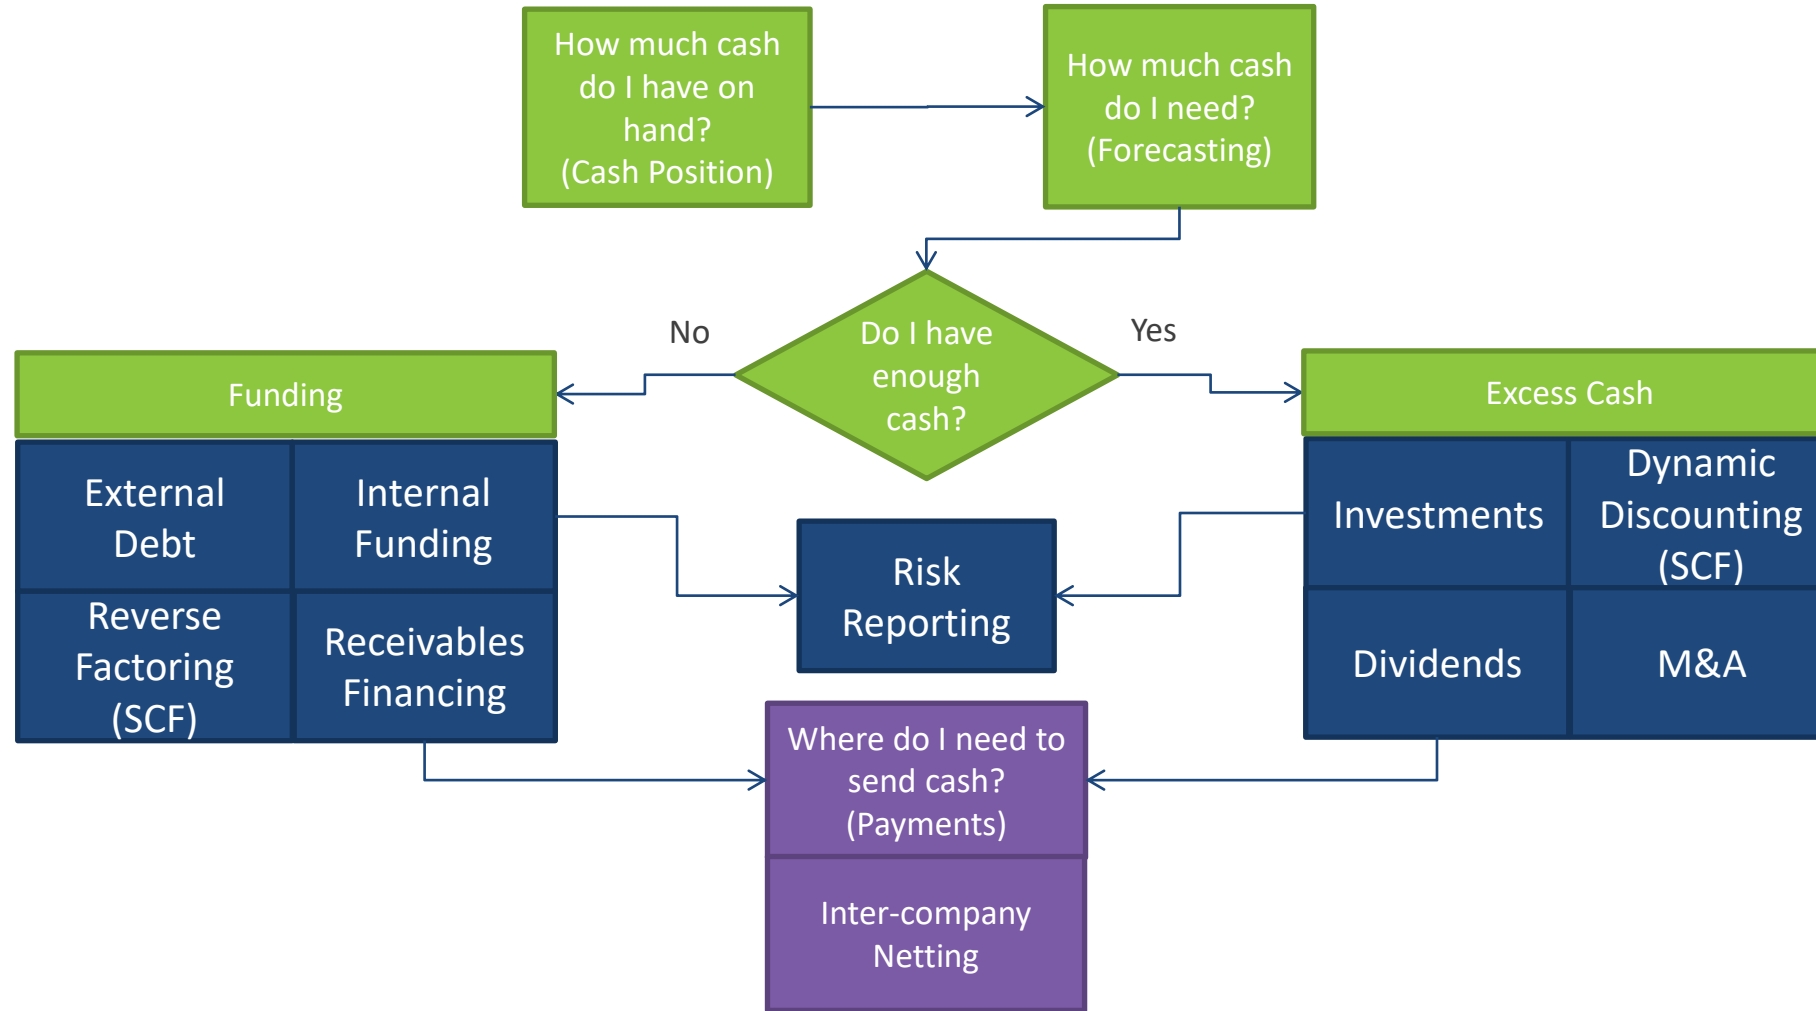 How much cash
do I have on
hand?
(Cash Position)
How much cash
do I need?
(Forecasting)
Do I have
enough
cash?
No
Yes
Funding
External
Debt
Internal
Funding
Reverse
Factoring
(SCF)
Receivables
Financing
Excess Cash
Investments
Dynamic
Discounting
(SCF)
Dividends
M&A
Risk
Reporting
Where do I need to
send cash?
(Payments)
Inter-company
Netting